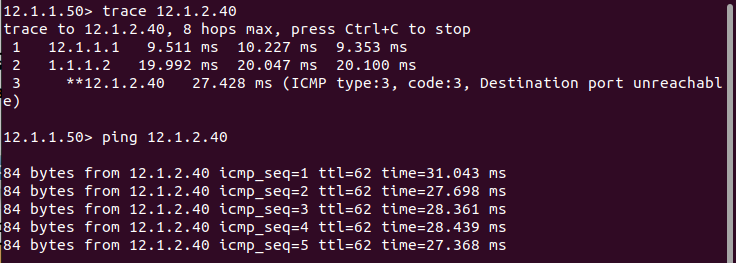 12.1.1.50> trace 12.1.2.40
trace to 12.1.2.40, 8 hops max, press Ctrl+C to stop
 1   12.1.1.1   9.511 ms  10.227 ms  9.353 ms
 2   1.1.1.2   19.992 ms  20.047 ms  20.100 ms
 3     **12.1.2.40   27.428 ms (ICMP type:3, code:3, Destination port unreachabl
e)
12.1.1.50> ping 12.1.2.40
84 bytes from 12.1.2.40 icmp_seq=1 ttl=62 time=31.043 ms
84 bytes from 12.1.2.40 icmp_seq=2 ttl=62 time=27.698 ms
84 bytes from 12.1.2.40 icmp_seq=3 ttl=62 time=28.361 ms
84 bytes from 12.1.2.40 icmp_seq=4 ttl=62 time=28.439 ms
84 bytes from 12.1.2.40 icmp_seq=5 ttl=62 time=27.368 ms